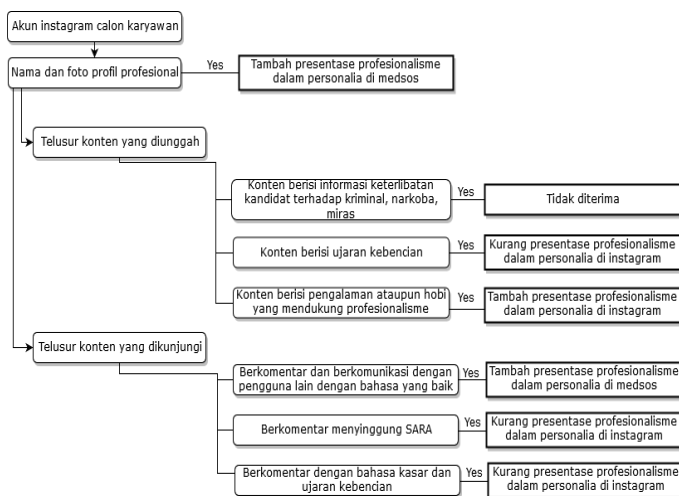 Akun instagram calon karyawan
Nama dan foto profil profesional
Yes
Tambah presentase profesionalisme
dalam personalia di medsos
Telusur konten yang diunggah
Konten berisi informasi keterlibatan
kandidat terhadap kriminal, narkoba,
miras
Yes
Tidak diterima
Konten berisi ujaran kebencian
Yes
Kurang presentase profesionalisme
dalam personalia di instagram
Konten berisi pengalaman ataupun hobi
yang mendukung profesionalisme
Yes
Tambah presentase profesionalisme
dalam personalia di instagram
Telusur konten yang dikunjungi
Berkomentar dan berkomunikasi dengan
pengguna lain dengan bahasa yang baik
Yes
Tambah presentase profesionalisme
dalam personalia di medsos
Berkomentar menyinggung SARA
Yes
Kurang presentase profesionalisme
dalam personalia di instagram
Berkomentar dengan bahasa kasar dan
ujaran kebencian
Yes
Kurang presentase profesionalisme
dalam personalia di instagram